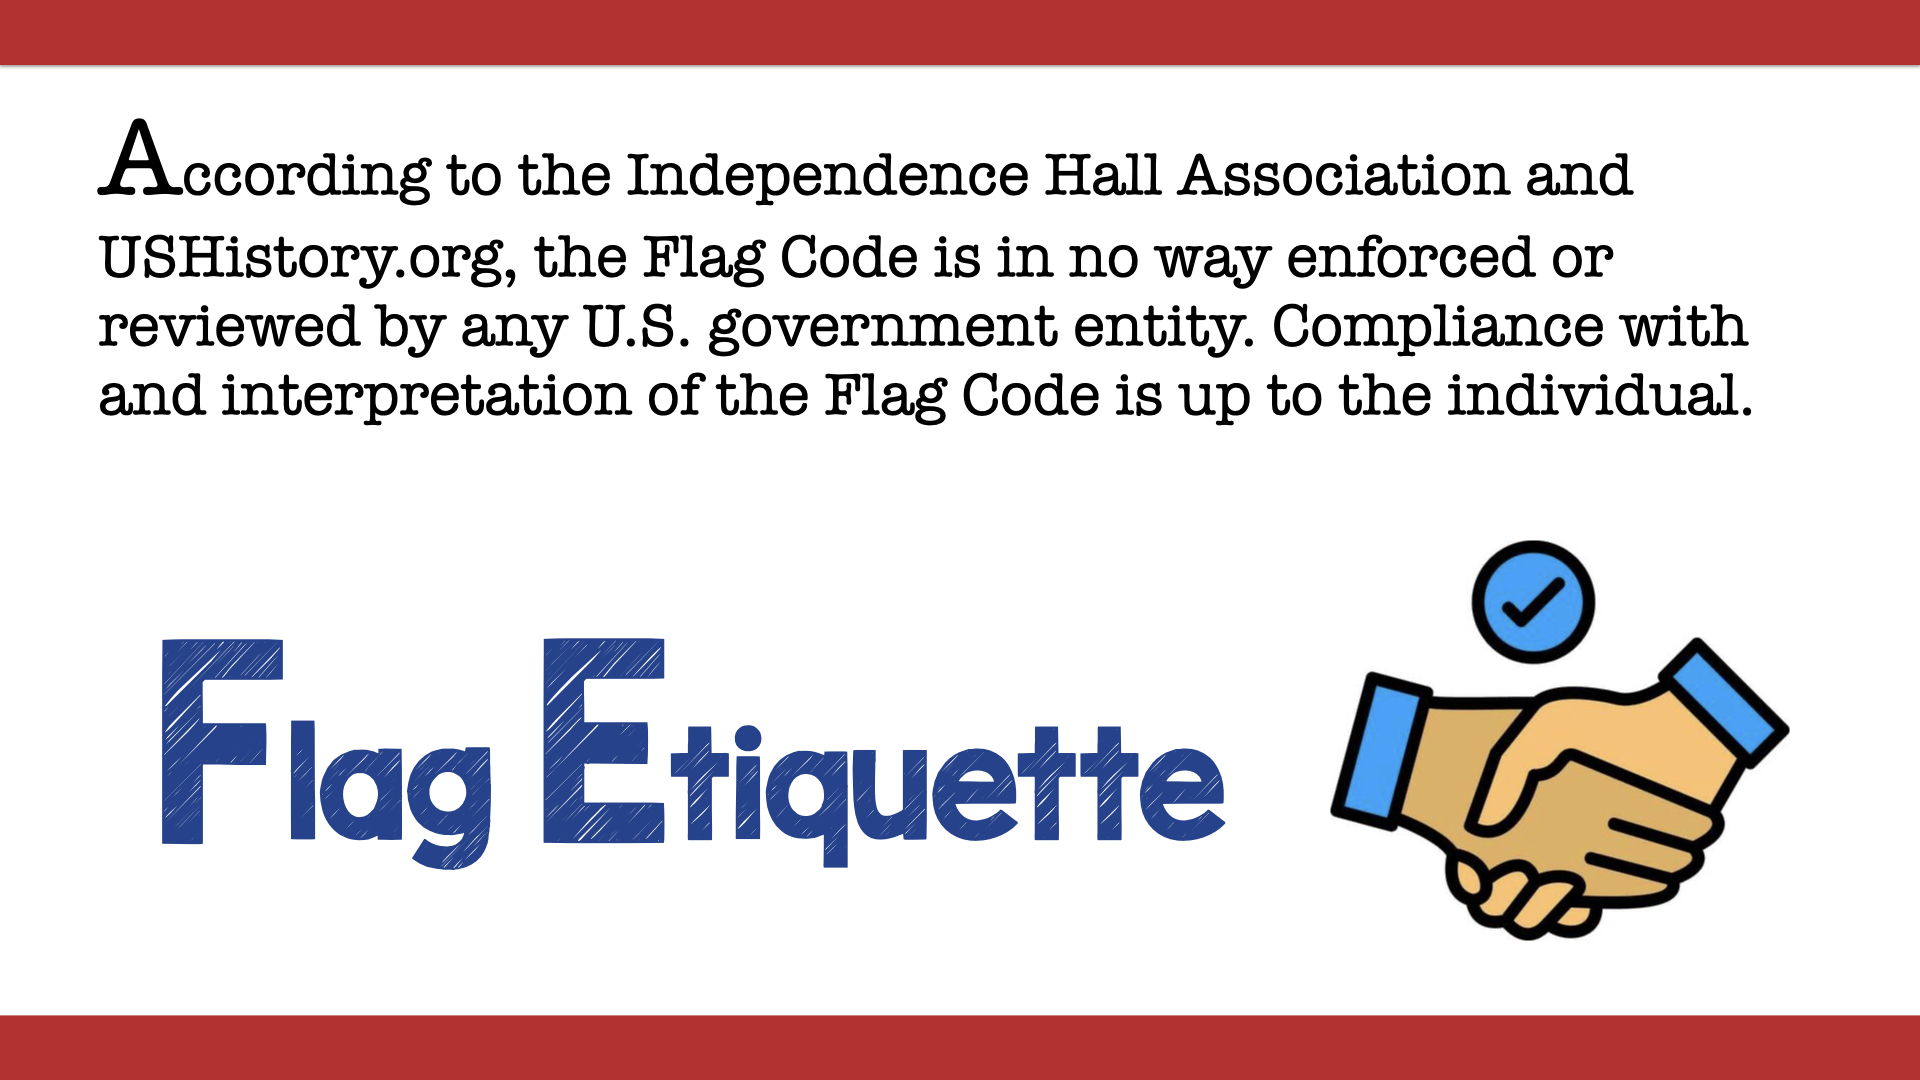 According to the Independence Hall Association and
USHistory.org, the Flag Code is in no way enforced or
reviewed by any U.S. government entity. Compliance with
and interpretation of the Flag Code is up to the individual.
Flag Etiquette